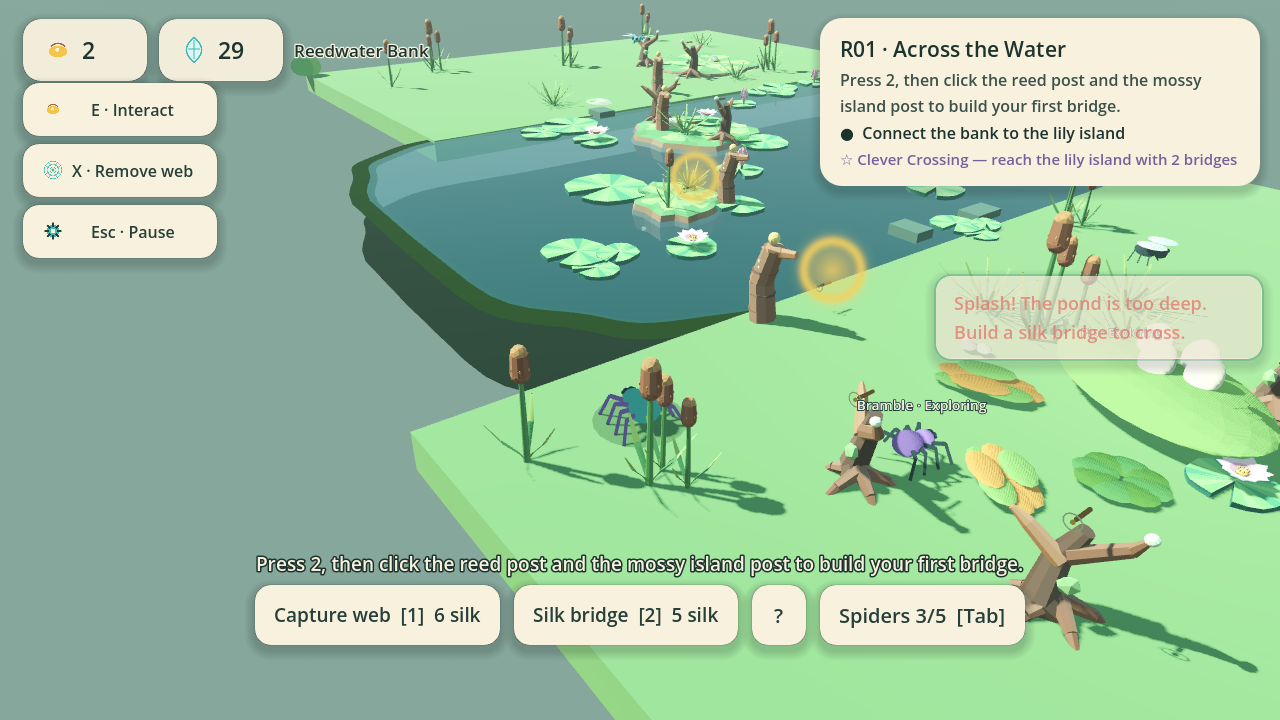 2
29
Reedwater Bank
E · Interact
X · Remove web
Esc · Pause
R01 · Across the Water
Press 2, then click the reed post and the mossy
island post to build your first bridge.
● Connect the bank to the lily island
☆ Clever Crossing — reach the lily island with 2 bridges
Splash! The pond is too deep.
Build a silk bridge to cross.
Bramble · Exploring
Press 2, then click the reed post and the mossy island post to build your first bridge.
Capture web [1] 6 silk
Silk bridge [2] 5 silk
?
Spiders 3/5 [Tab]